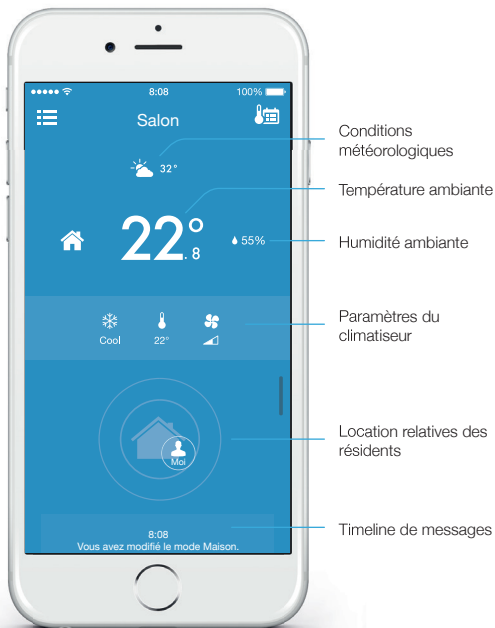 8:08
100%
Salon
32°
22°.8
55%
Cool
22°
Moi
8:08
Vous avez modifié le mode Maison.
Conditions
météorologiques
Température ambiante
Humidité ambiante
Paramètres du
climatiseur
Location relatives des
résidents
Timeline de messages